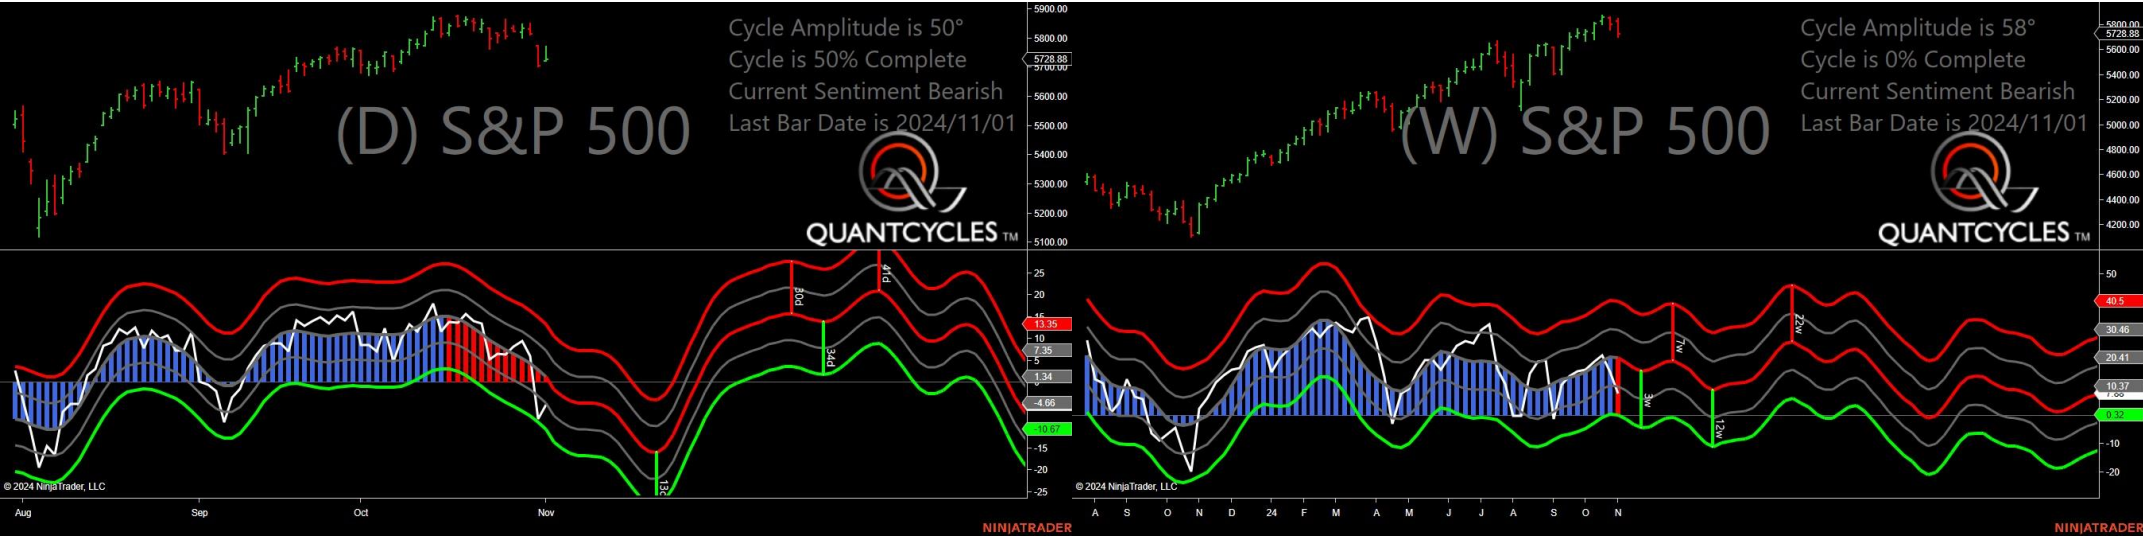 Cycle Amplitude is 50°
Cycle is 50% Complete
Current Sentiment Bearish
Last Bar Date is 2024/11/01
(D) S&P 500
QUANTCYCLES TM
5900.00
5800.00
5728.88
5700.00
5600.00
5500.00
5400.00
5300.00
5200.00
5100.00
30d
41d
34d
25
20
15
13.35
10
7.35
5
1.34
-4.66
-10.67
-15
-20
-25
© 2024 NinjaTrader, LLC
Aug Sep Oct Nov
NINJATRADER
Cycle Amplitude is 58°
Cycle is 0% Complete
Current Sentiment Bearish
Last Bar Date is 2024/11/01
(W) S&P 500
QUANTCYCLES TM
5800.00
5728.88
5600.00
5400.00
5200.00
5000.00
4800.00
4600.00
4400.00
4200.00
3w
7w
12w
22w
50
40.5
30.46
20.41
10.37
0.32
-10
-20
© 2024 NinjaTrader, LLC
A S O N D 24 F M A M J J A S O N
NINJATRADER